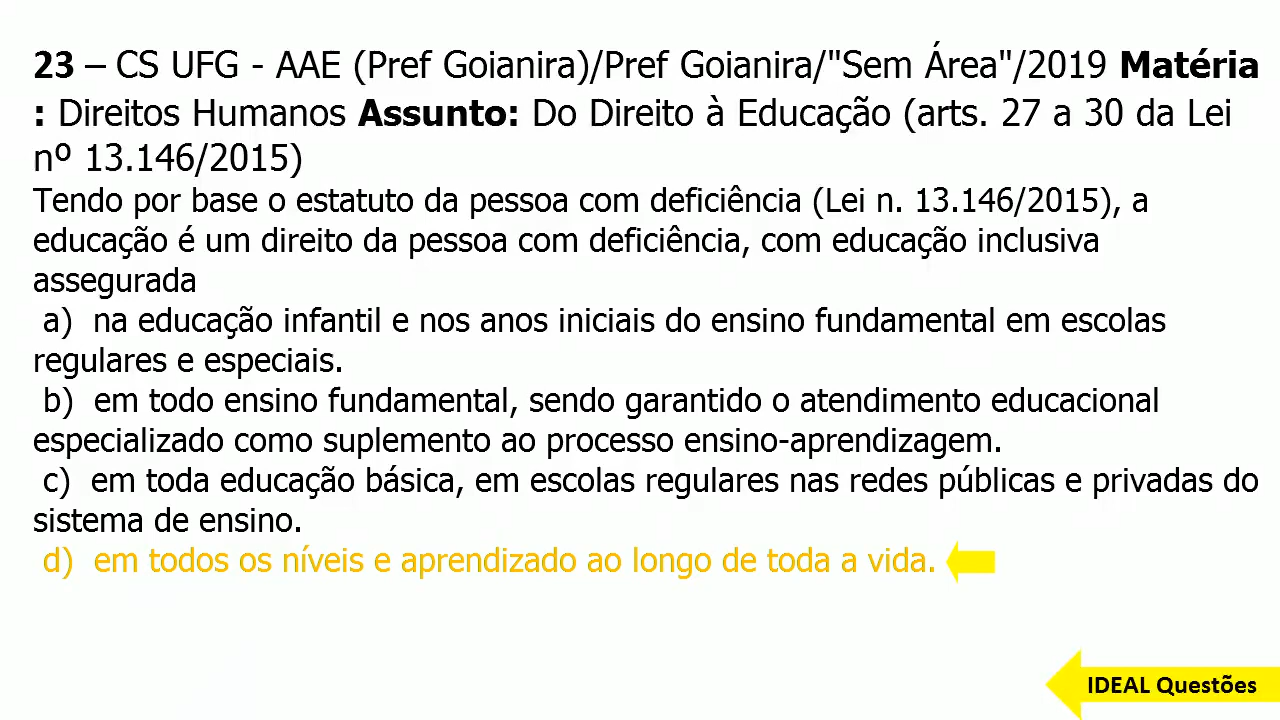 23 – CS UFG - AAE (Pref Goianira)/Pref Goianira/"Sem Área"/2019 Matéria
: Direitos Humanos Assunto: Do Direito à Educação (arts. 27 a 30 da Lei
nº 13.146/2015)
Tendo por base o estatuto da pessoa com deficiência (Lei n. 13.146/2015), a
educação é um direito da pessoa com deficiência, com educação inclusiva
assegurada
a) na educação infantil e nos anos iniciais do ensino fundamental em escolas
regulares e especiais.
b) em todo ensino fundamental, sendo garantido o atendimento educacional
especializado como suplemento ao processo ensino-aprendizagem.
c) em toda educação básica, em escolas regulares nas redes públicas e privadas do
sistema de ensino.
d) em todos os níveis e aprendizado ao longo de toda a vida.
IDEAL Questões